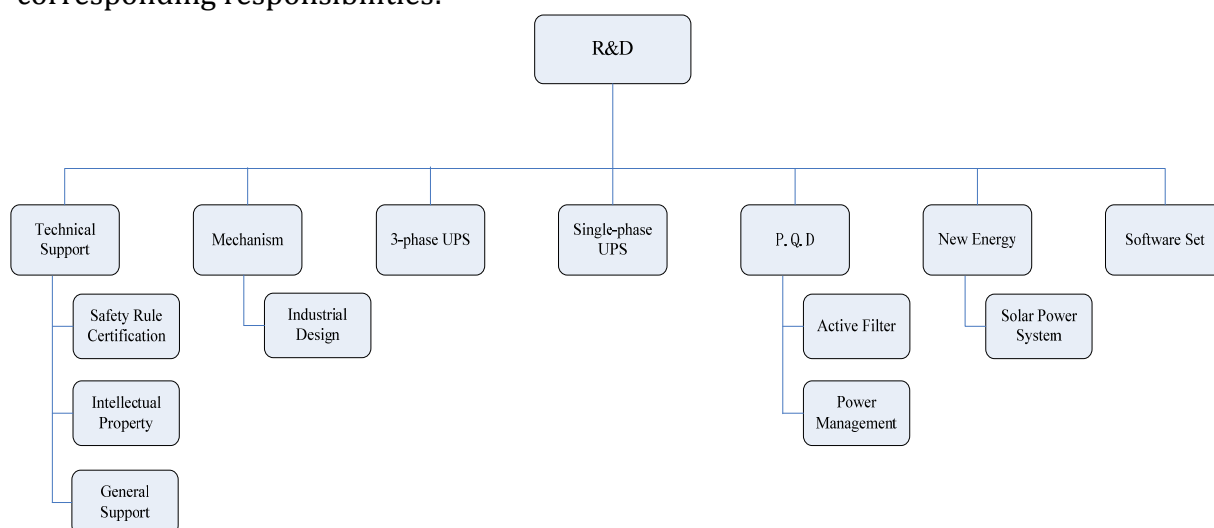 corresponding responsibilities.
R&D
Technical
Support
Mechanism
3-phase UPS
Single-phase
UPS
P. Q. D
New Energy
Software Set
Safety Rule
Certification
Industrial
Design
Active Filter
Solar Power
System
Intellectual
Property
Power
Management
General
Support